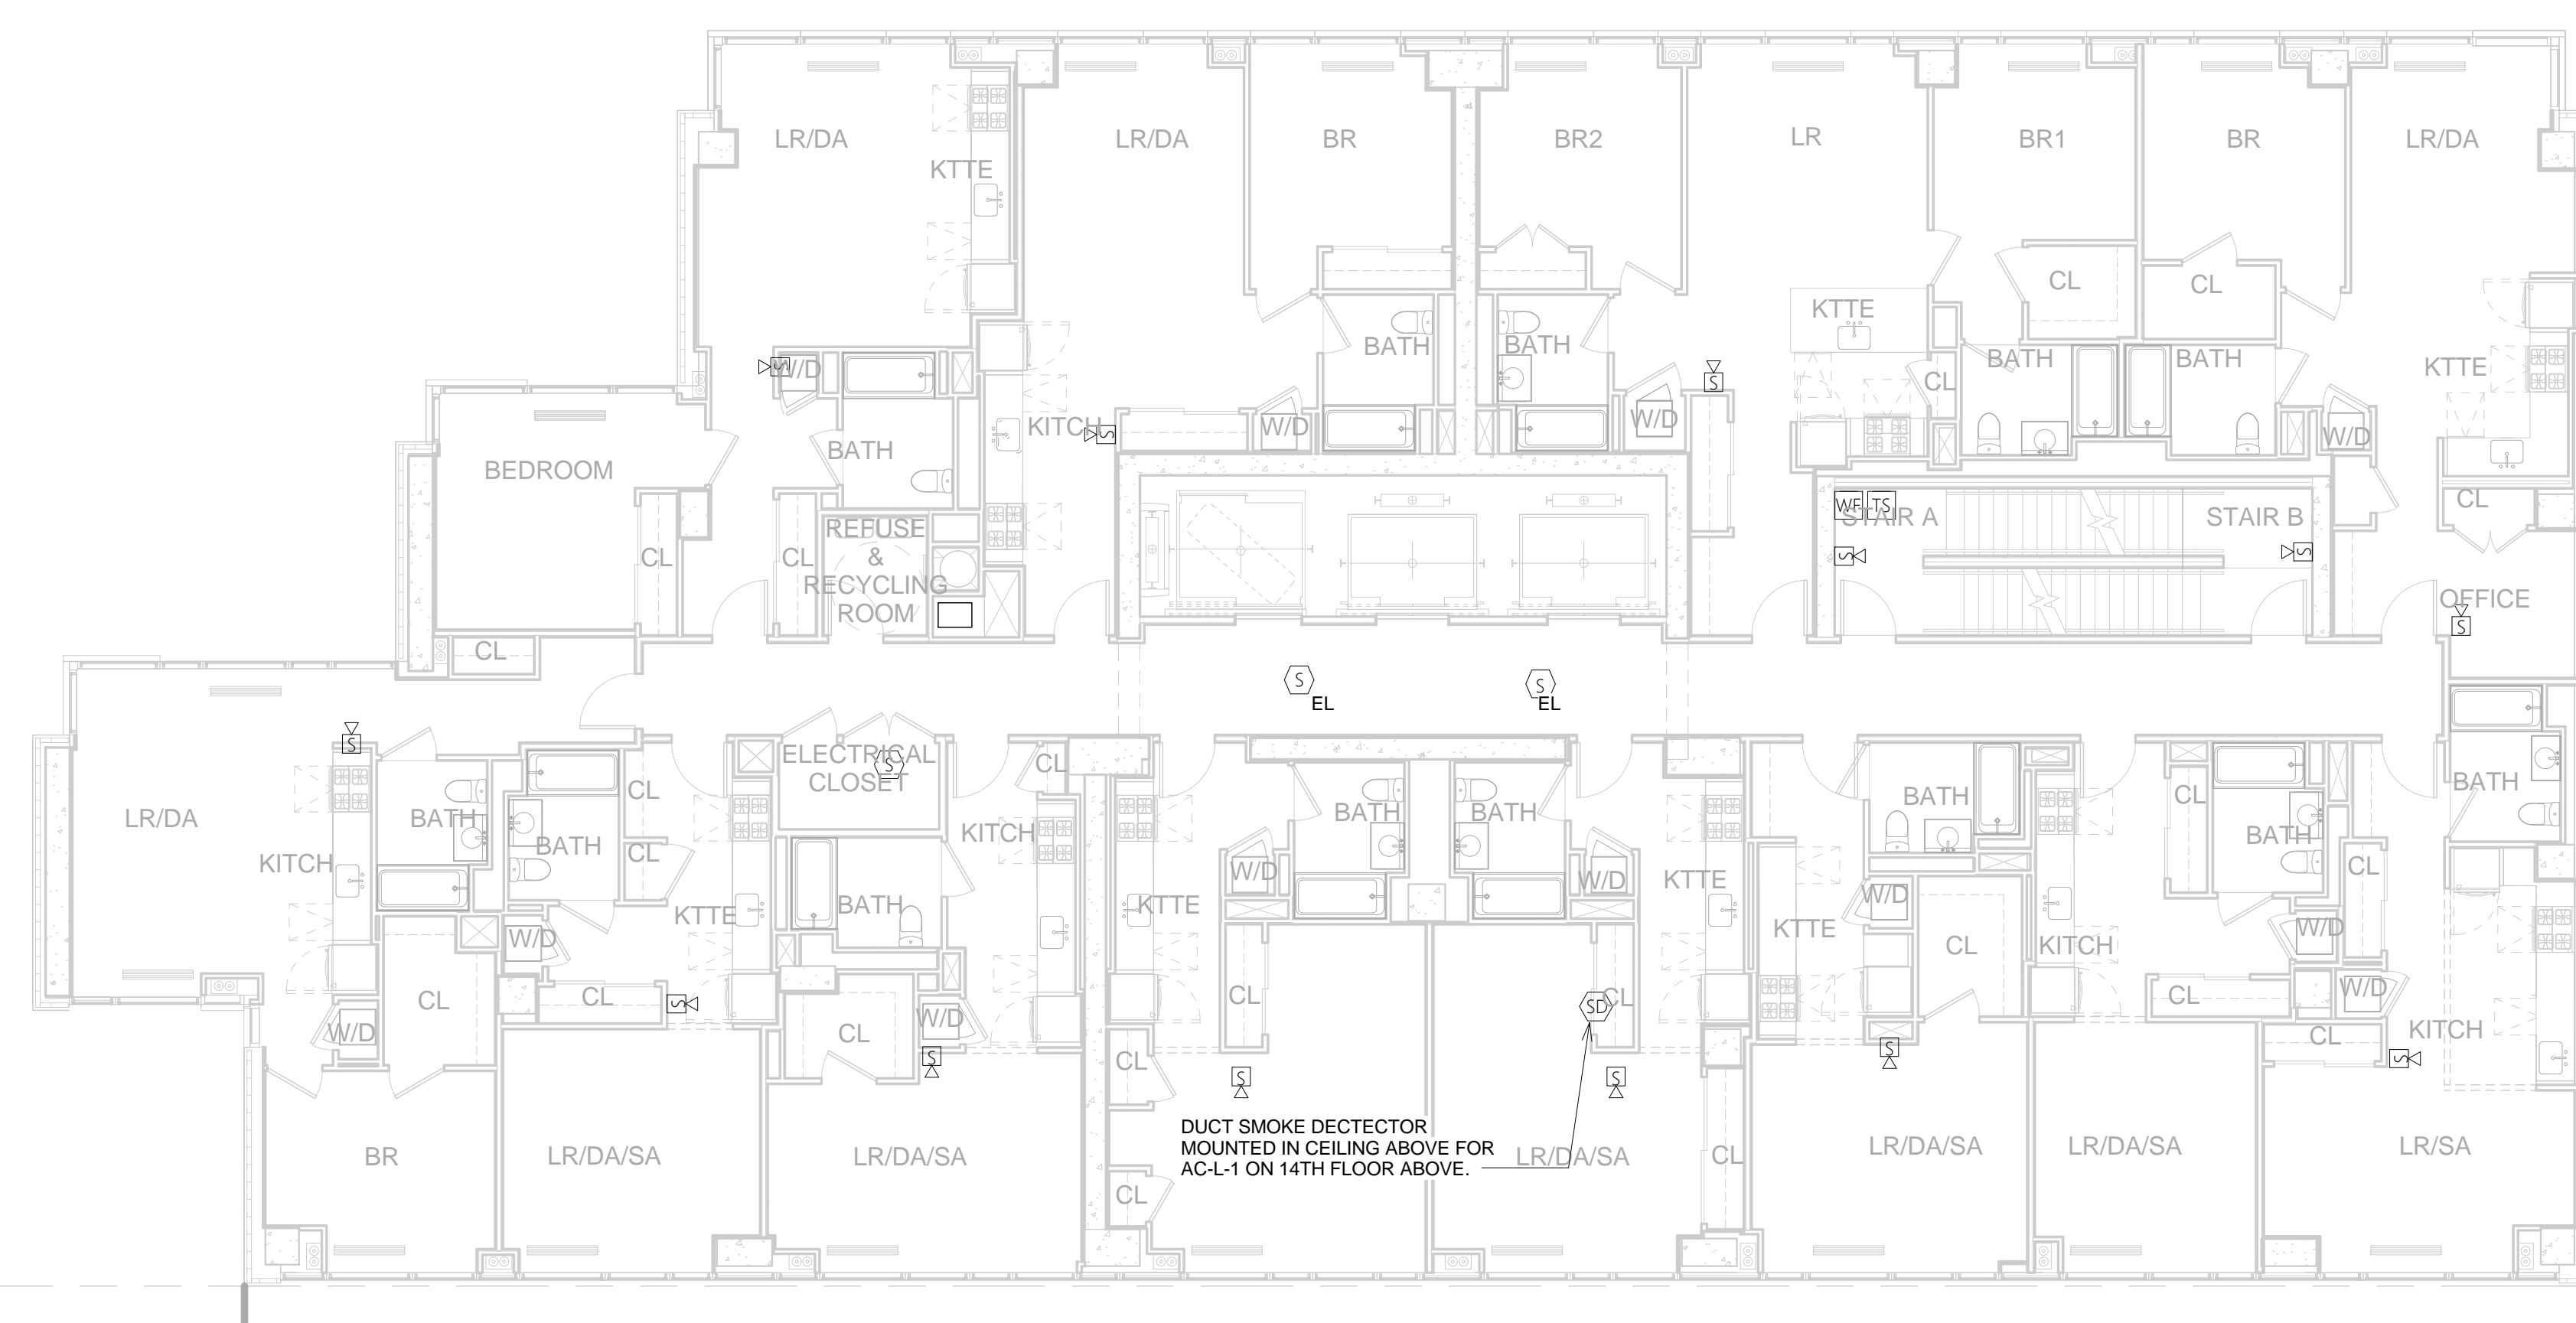 LR/DA
LR/DA
BR
BR2
LR
BR1
BR
LR/DA
KTTE
CL
CL
KTTE
BATH
BATH
BATH
BATH
KTTE
S
W/D
S
CL
KITCH
S
W/D
W/D
W/D
BATH
BEDROOM
CL
WF
TS
STAIR A
STAIR B
REFUSE
&
RECYCLING
ROOM
CL
CL
S
S
OFFICE
S
CL
S
EL
S
EL
S
ELECTRICAL
CLOSET
S
CL
LR/DA
CL
BATH
BATH
KITCH
CL
KITCH
BATH
BATH
W/D
W/D
BATH
CL
BATH
BATH
KTTE
BATH
KTTE
KTTE
W/D
CL
KTTE
W/D
CL
KITCH
W/D
CL
CL
S
CL
SD
CL
CL
W/D
W/D
CL
W/D
KITCH
S
CL
S
S
S
CL
S
CL
DUCT SMOKE DECTECTOR
MOUNTED IN CEILING ABOVE FOR
AC-L-1 ON 14TH FLOOR ABOVE.
BR
LR/DA/SA
LR/DA/SA
LR/DA/SA
CL
LR/DA/SA
LR/DA/SA
LR/SA
CL